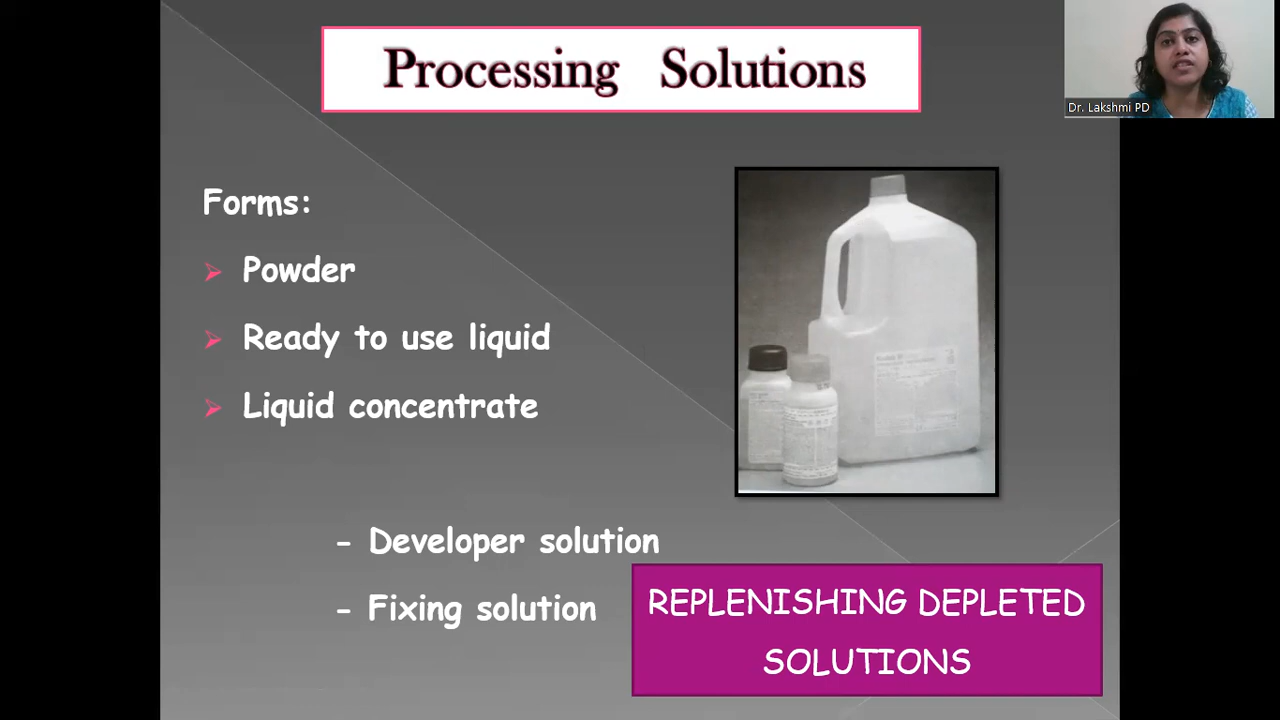 Processing Solutions
Dr. Lakshmi PD
Forms:
Powder
Ready to use liquid
Liquid concentrate
- Developer solution
- Fixing solution
REPLENISHING DEPLETED
SOLUTIONS